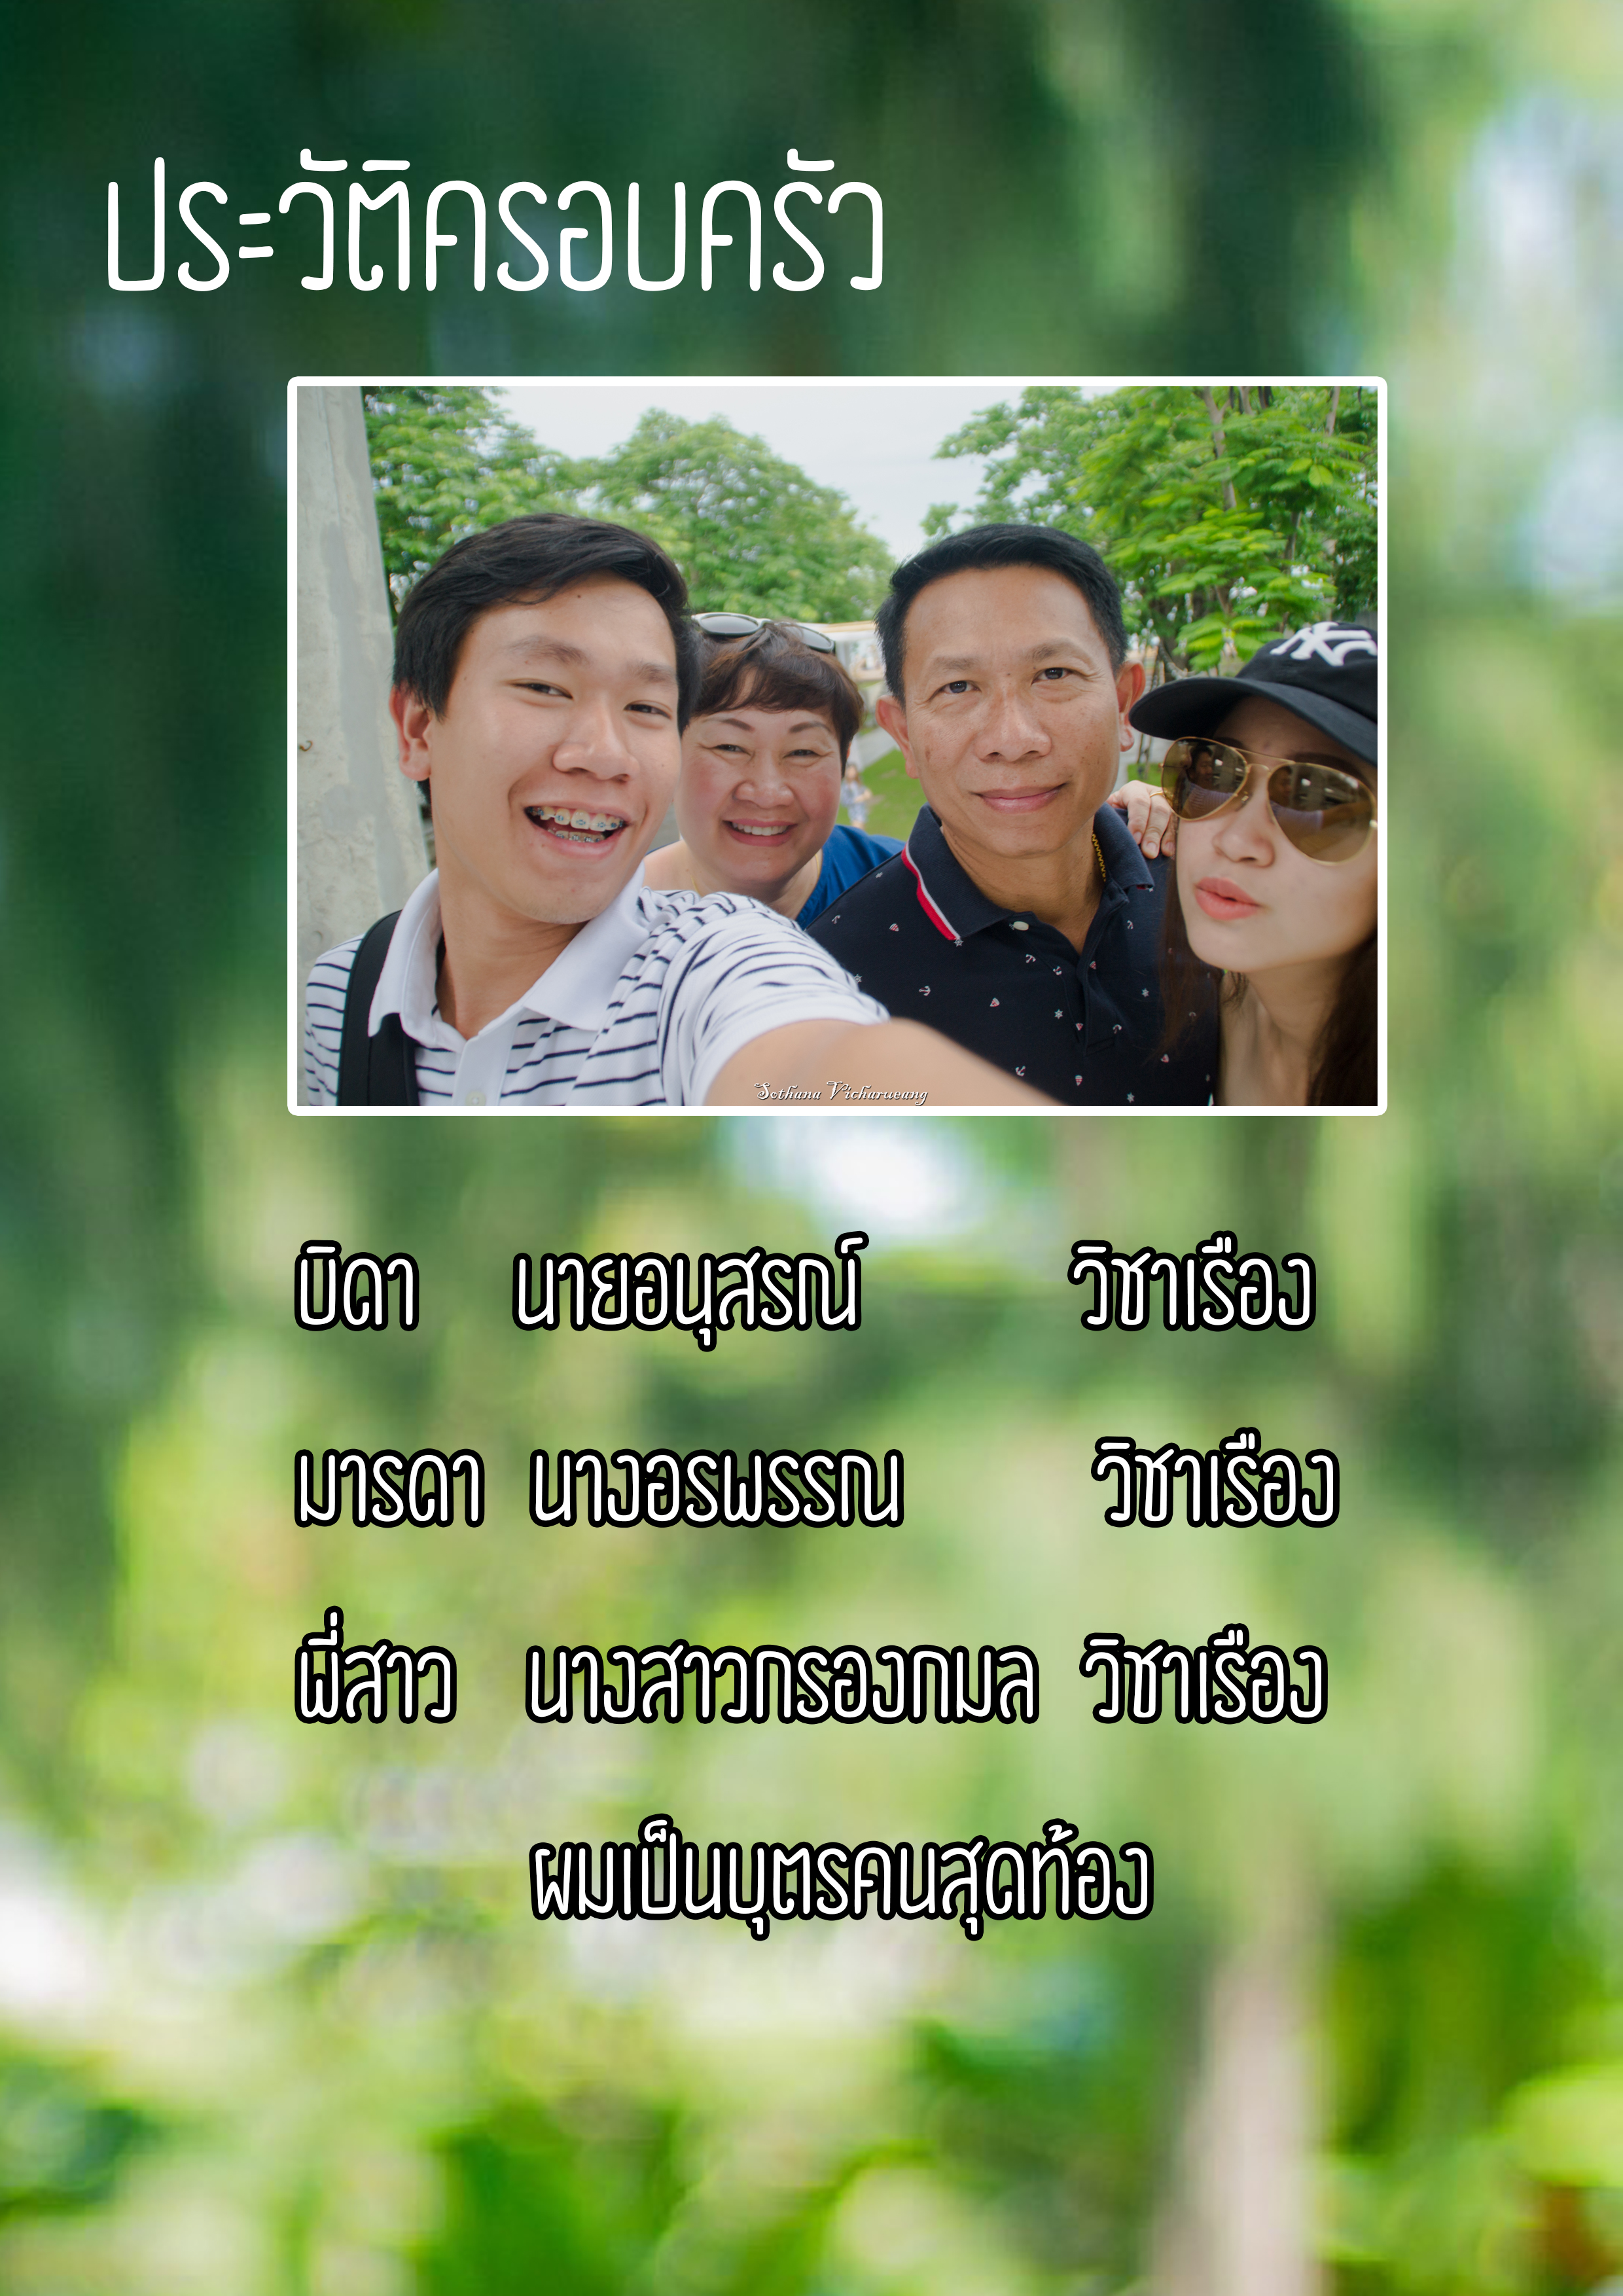 ประวัติครอบครัว
NY
Sothana Vicharueang
บิดา นายอนุสรณ์ วิชาเรือง
มารดา นางอรพรรณ วิชาเรือง
พี่สาว นางสาวกรองกมล วิชาเรือง
ผมเป็นบุตรคนสุดท้อง